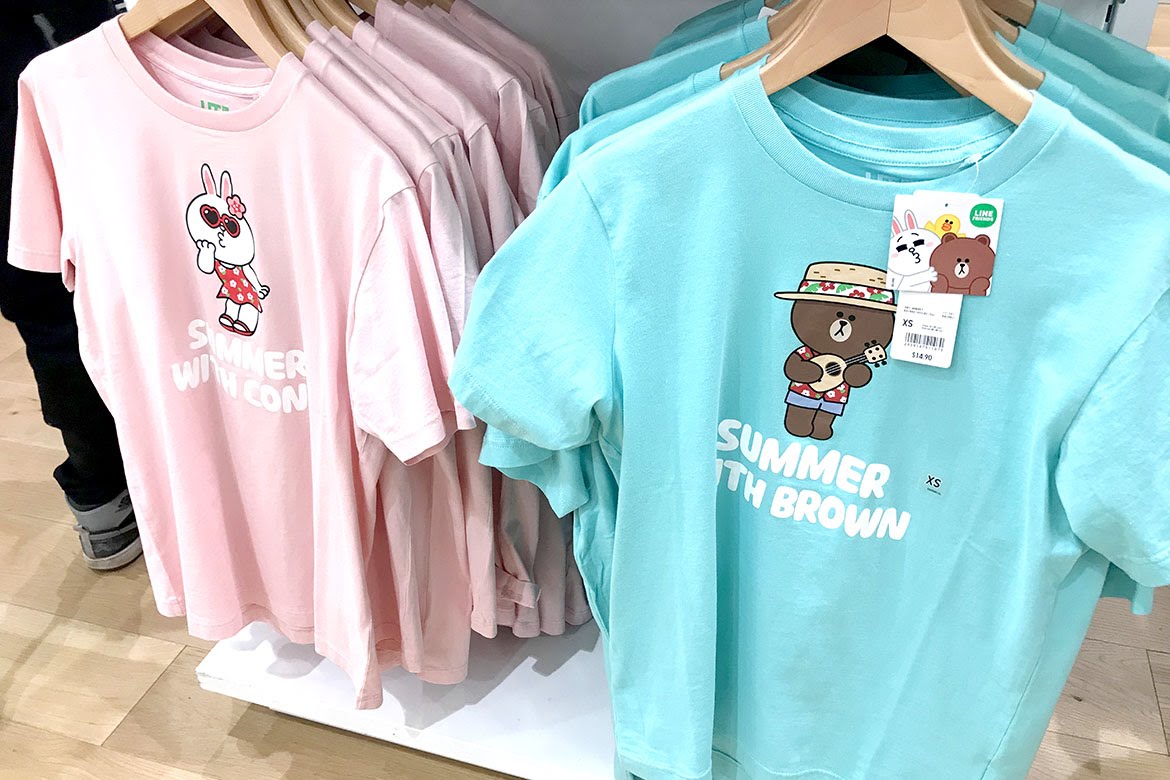 SUMMER
WITH CON
LINE
FRIENDS
XS
$14.90
SUMMER
ITH BROWN
XS